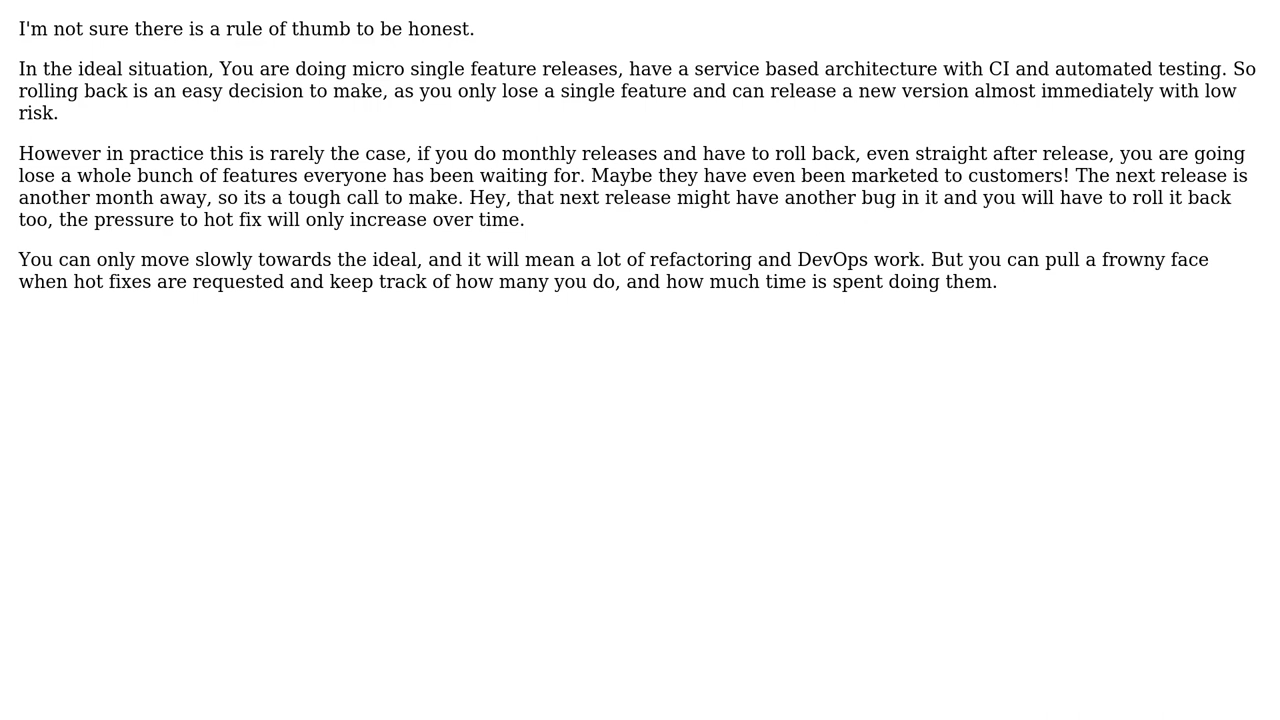 I'm not sure there is a rule of thumb to be honest.
In the ideal situation, You are doing micro single feature releases, have a service based architecture with CI and automated testing. So
rolling back is an easy decision to make, as you only lose a single feature and can release a new version almost immediately with low
risk.
However in practice this is rarely the case, if you do monthly releases and have to roll back, even straight after release, you are going
lose a whole bunch of features everyone has been waiting for. Maybe they have even been marketed to customers! The next release is
another month away, so its a tough call to make. Hey, that next release might have another bug in it and you will have to roll it back
too, the pressure to hot fix will only increase over time.
You can only move slowly towards the ideal, and it will mean a lot of refactoring and DevOps work. But you can pull a frowny face
when hot fixes are requested and keep track of how many you do, and how much time is spent doing them.